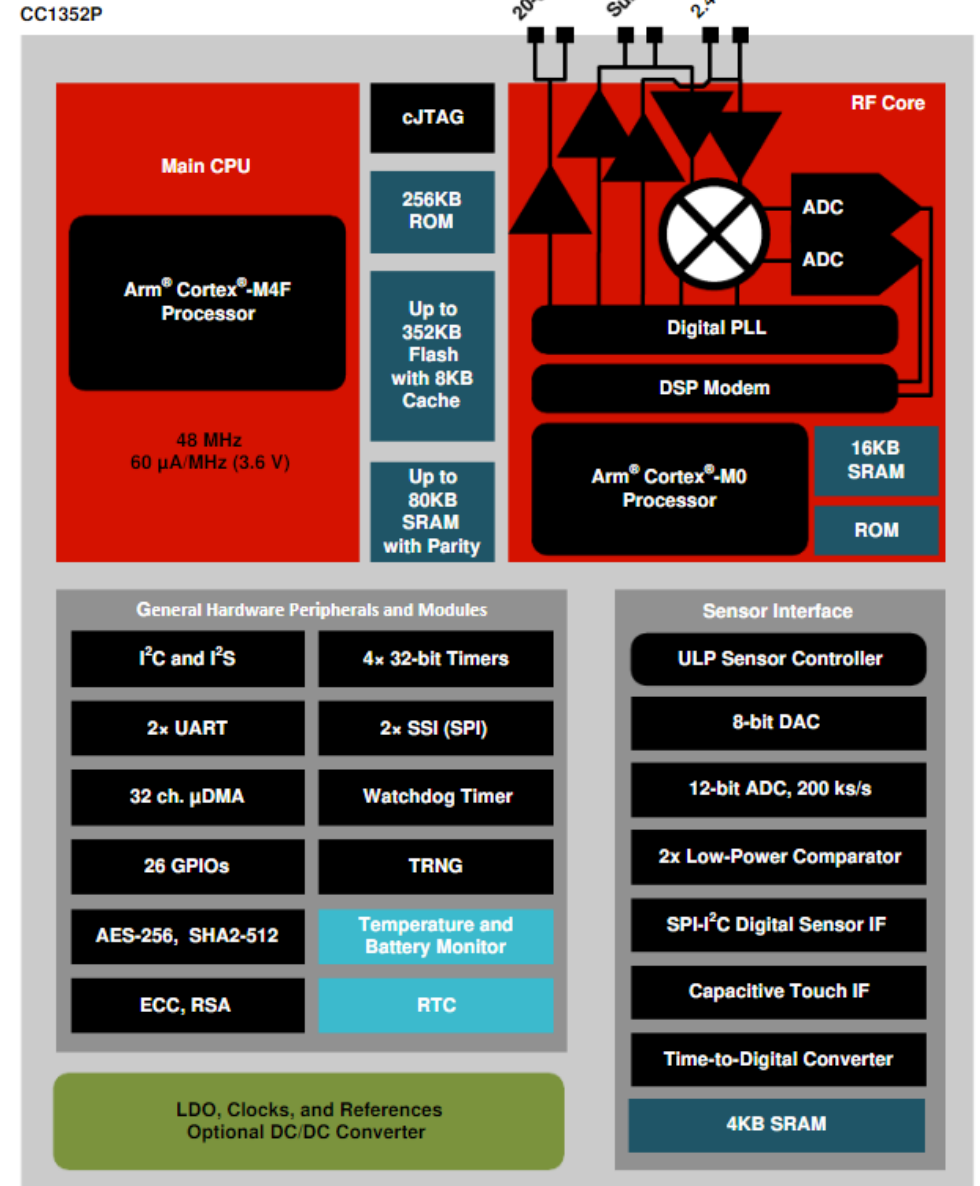 CC1352P
20-
Su
2.4
Main CPU
Arm® Cortex®-M4F
Processor
48 MHz
60 µA/MHz (3.6 V)
cJTAG
256KB
ROM
Up to
352KB
Flash
with 8KB
Cache
Up to
80KB
SRAM
with Parity
RF Core
ADC
ADC
Digital PLL
DSP Modem
Arm® Cortex®-M0
Processor
16KB
SRAM
ROM
General Hardware Peripherals and Modules
I²C and I²S
4× 32-bit Timers
2× UART
2× SSI (SPI)
32 ch. µDMA
Watchdog Timer
26 GPIOs
TRNG
AES-256, SHA2-512
Temperature and
Battery Monitor
ECC, RSA
RTC
LDO, Clocks, and References
Optional DC/DC Converter
Sensor Interface
ULP Sensor Controller
8-bit DAC
12-bit ADC, 200 ks/s
2x Low-Power Comparator
SPI-I²C Digital Sensor IF
Capacitive Touch IF
Time-to-Digital Converter
4KB SRAM